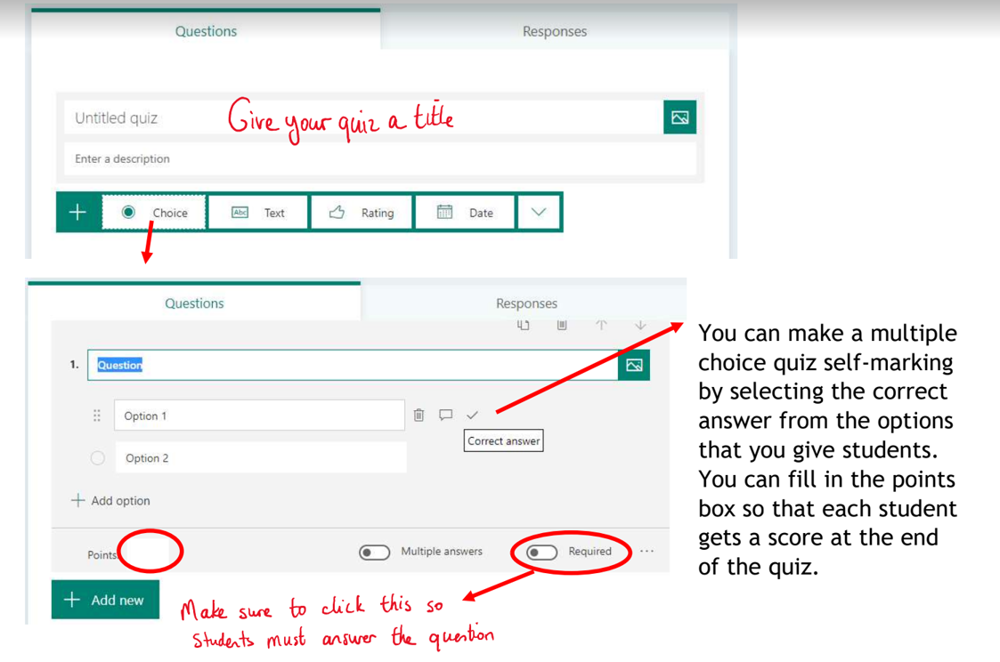 Questions Responses
Untitled quiz Give your quiz a title
Enter a description
Choice Text Rating Date
Questions Responses
1. Question
Option 1
Correct answer
Option 2
Add option
Points: Multiple answers Required
Add new
Make sure to click this so
students must answer the question
You can make a multiple
choice quiz self-marking
by selecting the correct
answer from the options
that you give students.
You can fill in the points
box so that each student
gets a score at the end
of the quiz.